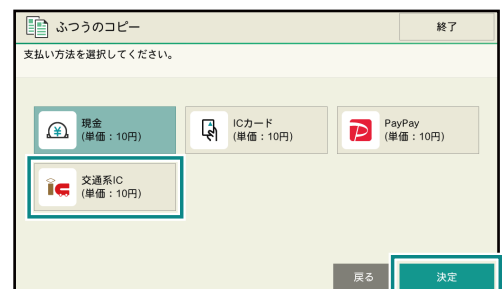 ふつうのコピー
終了
支払い方法を選択してください。
現金
(単価：10円)
ICカード
(単価：10円)
PayPay
(単価：10円)
交通系IC
(単価：10円)
戻る
決定